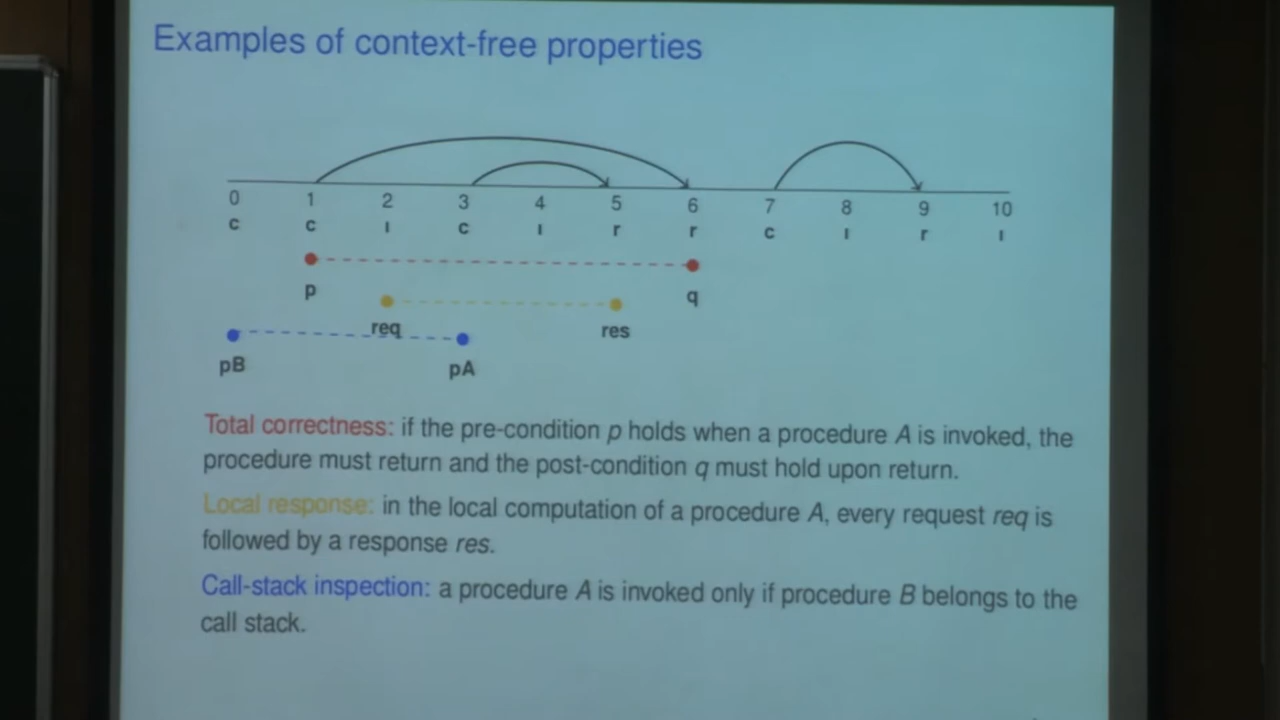 Examples of context-free properties
0 1 2 3 4 5 6 7 8 9 10
c c ı c ı r r c ı r ı
p q
req res
pB pA
Total correctness: if the pre-condition p holds when a procedure A is invoked, the
procedure must return and the post-condition q must hold upon return.
Local response: in the local computation of a procedure A, every request req is
followed by a response res.
Call-stack inspection: a procedure A is invoked only if procedure B belongs to the
call stack.